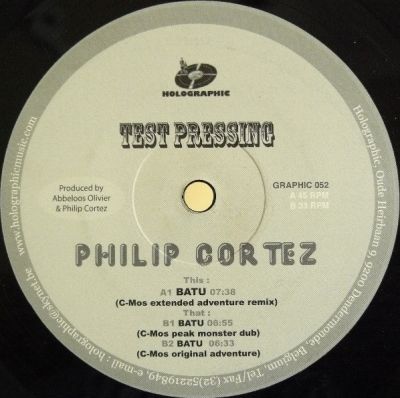 HOLOGRAPHIC
TEST PRESSING
Produced by
Abbeloos Olivier
& Philip Cortez
GRAPHIC 052
A 45 RPM
B 33 RPM
PHILIP CORTEZ
This :
A1 BATU 07:38
(C-Mos extended adventure remix)
That :
B1 BATU 06:55
(C-Mos peak monster dub)
B2 BATU 06:33
(C-Mos original adventure)
Holographic, Oude Heirbaan 9, 9200 Dendermonde, Belgium, Tel/Fax (32)52219849, e-mail : holographic@skynet.be
www.holographicmusic.com